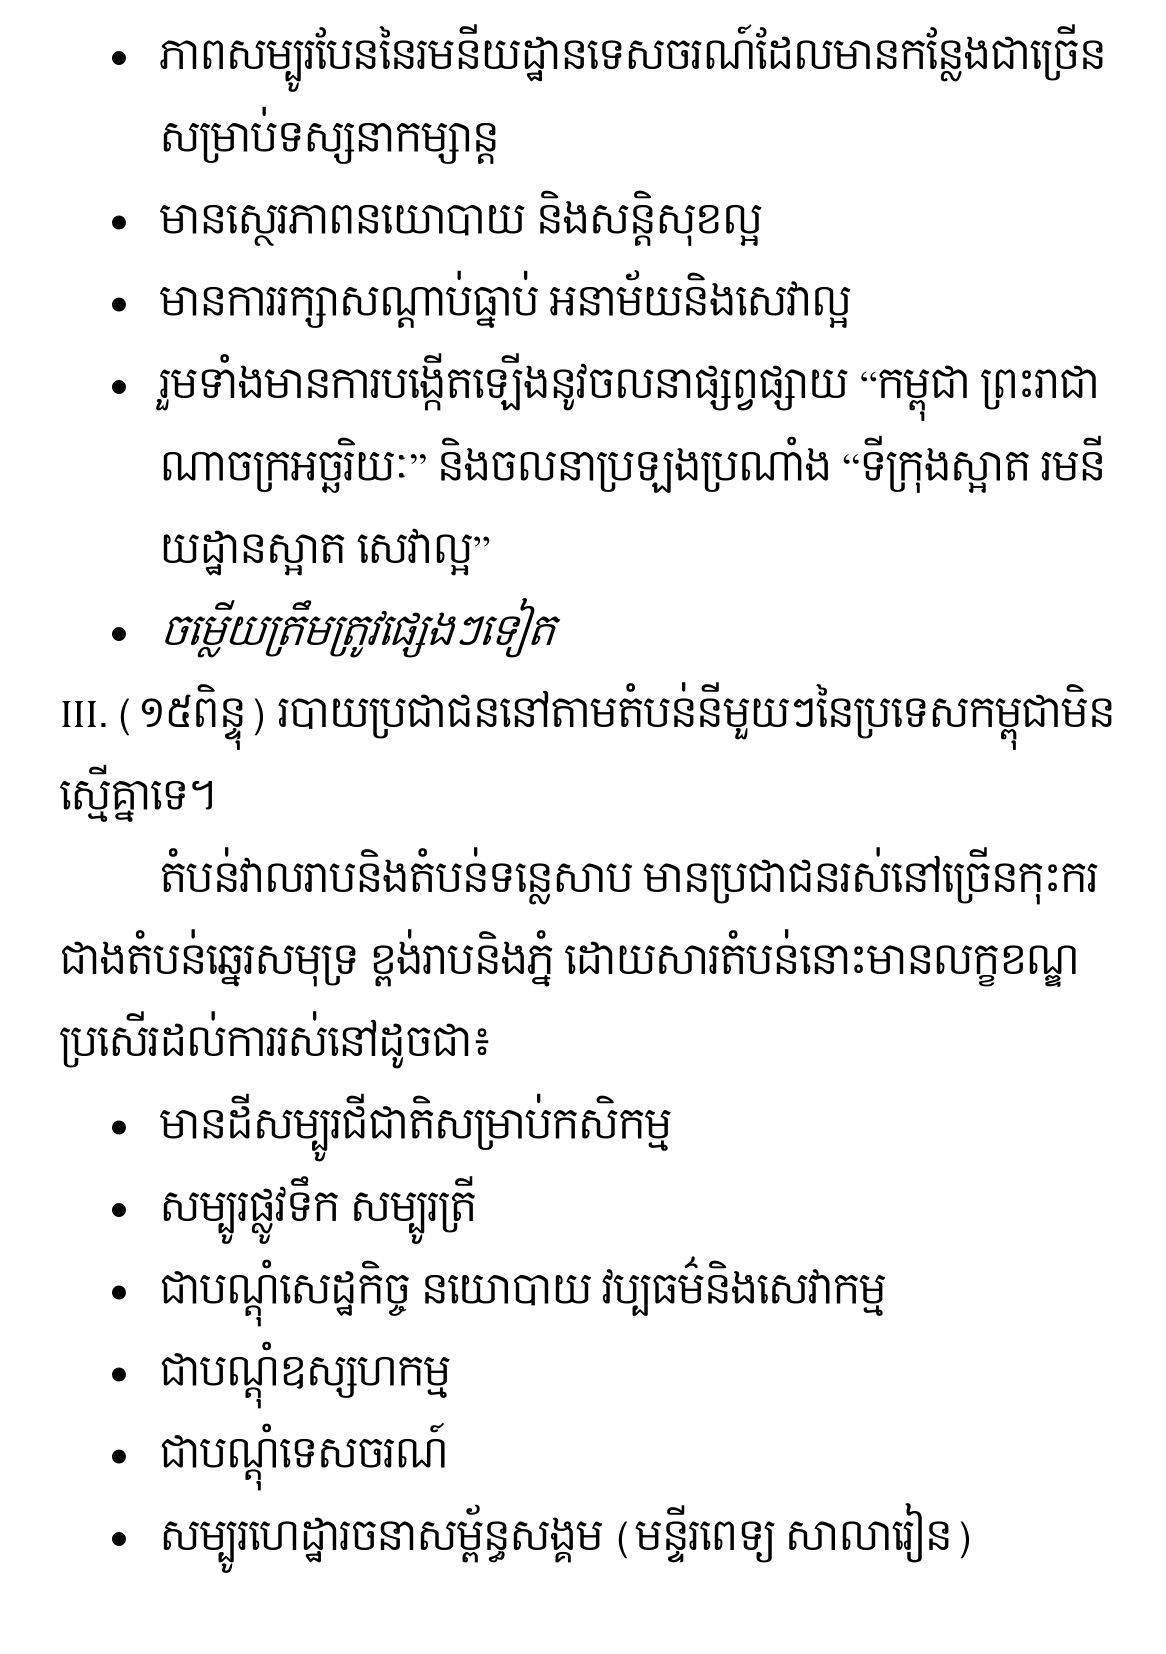 • ភាពសម្បូរបែបនៃរមនីយដ្ឋានទេសចរណ៍ដែលមានកន្លែងជាច្រើន
សម្រាប់ទស្សនាកម្សាន្ត
• មានស្ថេរភាពនយោបាយ និងសន្តិសុខល្អ
• មានការរក្សាសណ្តាប់ធ្នាប់ អនាម័យនិងសេវាល្អ
• រួមទាំងមានការបង្កើតឡើងនូវចលនាផ្សព្វផ្សាយ “កម្ពុជា ព្រះរាជា
ណាចក្រអច្ឆរិយៈ” និងចលនាប្រឡងប្រណាំង “ទីក្រុងស្អាត រមនី
យដ្ឋានស្អាត សេវាល្អ”
• ចម្លើយត្រឹមត្រូវផ្សេងៗទៀត
III. (១៥ពិន្ទុ) របាយប្រជាជននៅតាមតំបន់នីមួយៗនៃប្រទេសកម្ពុជាមិន
ស្មើគ្នាទេ។
តំបន់វាលរាបនិងតំបន់ទន្លេសាប មានប្រជាជនរស់នៅច្រើនកុះករ
ជាងតំបន់ឆ្នេរសមុទ្រ ខ្ពង់រាបនិងភ្នំ ដោយសារតំបន់នោះមានលក្ខខណ្ឌ
ប្រសើរដល់ការរស់នៅដូចជា៖
• មានដីសម្បូរជីជាតិសម្រាប់កសិកម្ម
• សម្បូរផ្លូវទឹក សម្បូរត្រី
• ជាបណ្តុំសេដ្ឋកិច្ច នយោបាយ វប្បធម៌និងសេវាកម្ម
• ជាបណ្តុំឧស្សហកម្ម
• ជាបណ្តុំទេសចរណ៍
• សម្បូរហេដ្ឋារចនាសម្ព័ន្ធសង្គម (មន្ទីរពេទ្យ សាលារៀន)